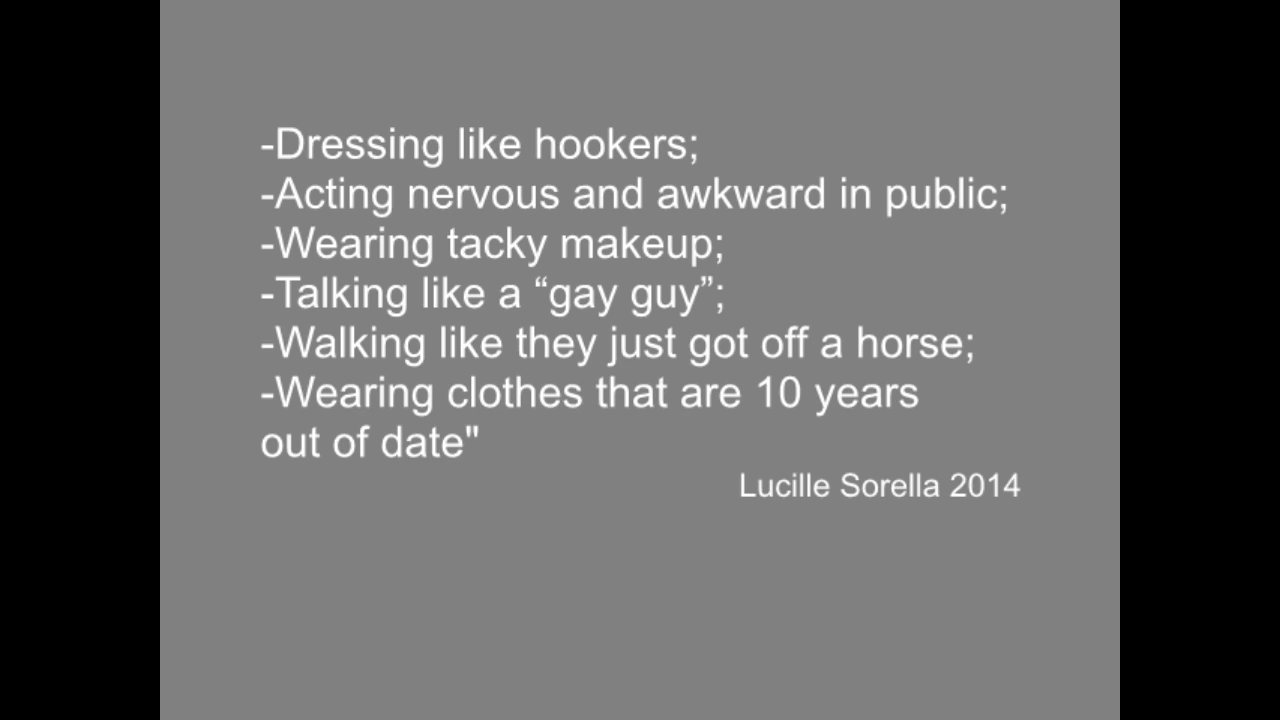 -Dressing like hookers;
-Acting nervous and awkward in public;
-Wearing tacky makeup;
-Talking like a “gay guy”;
-Walking like they just got off a horse;
-Wearing clothes that are 10 years
out of date"
Lucille Sorella 2014